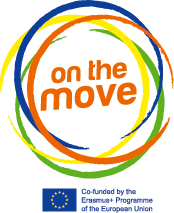 on the
move
Co-funded by the
Erasmus+ Programme
of the European Union